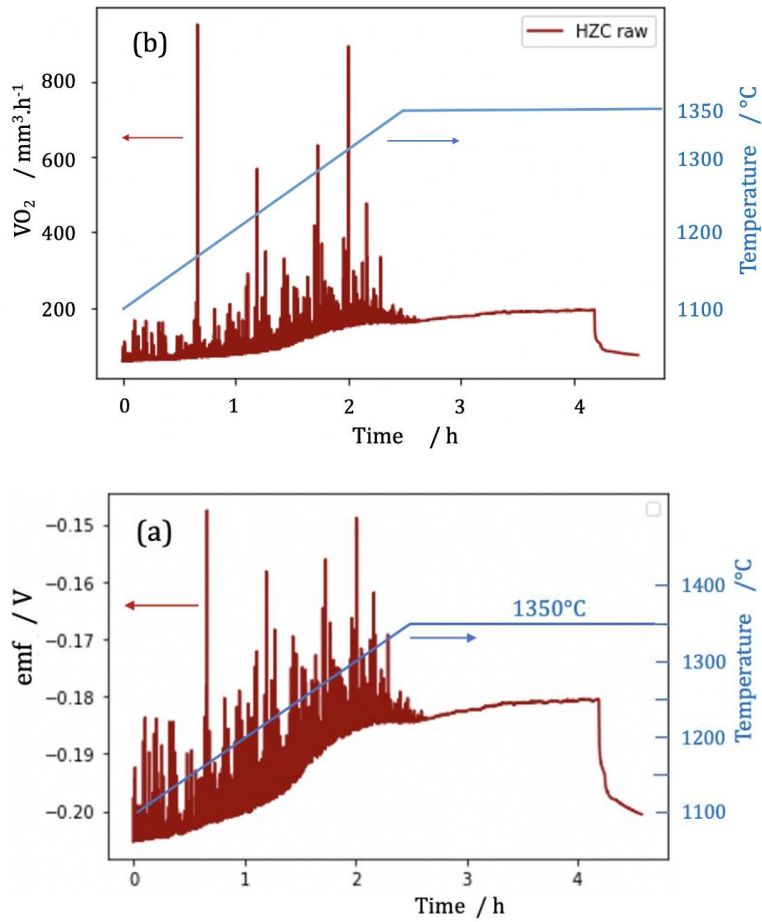 (b)
HZC raw
800
600
400
200
VO₂ / mm³.h⁻¹
1350
1300
1200
1100
Temperature /°C
0 1 2 3 4
Time / h
(a)
−0.15
−0.16
−0.17
−0.18
−0.19
−0.20
emf / V
1350°C
1400
1300
1200
1100
Temperature /°C
0 1 2 3 4
Time / h